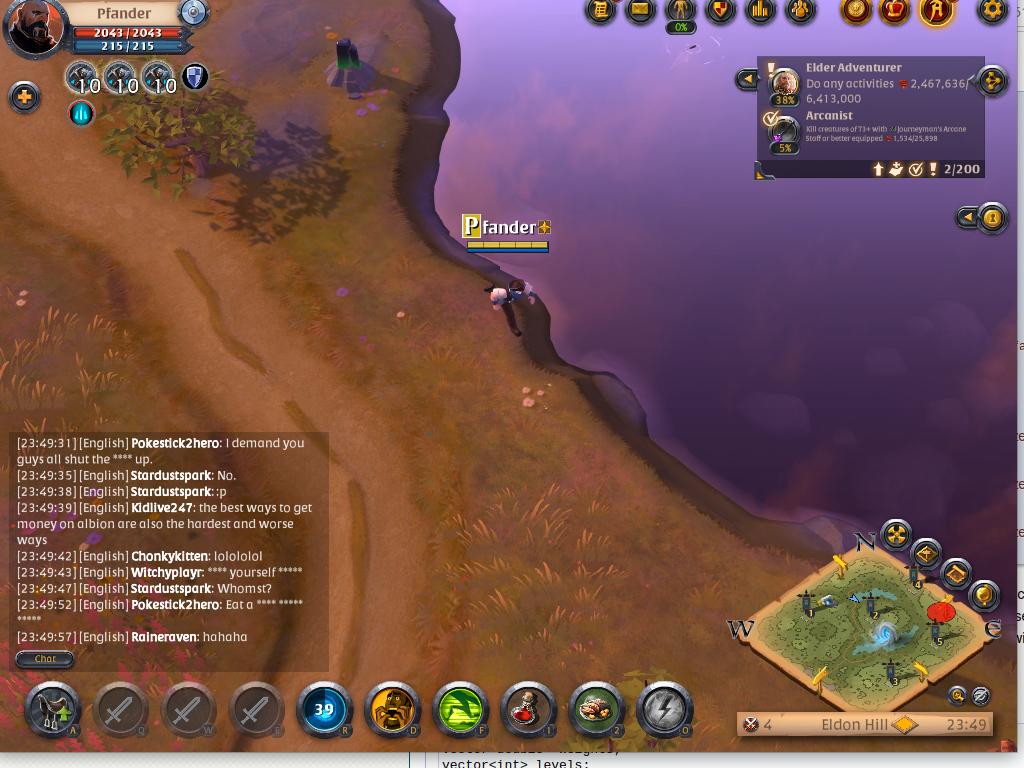 Pfander
2043/2043
215/215
10 10 10
0%
Elder Adventurer
Do any activities 2,467,636/
6,413,000
38%
Arcanist
Kill creatures of T3+ with Journeyman's Arcane
Staff or better equipped 1,534/25,898
5%
2/200
Pfander
[23:49:31] [English] Pokestick2hero: I demand you
guys all shut the **** up.
[23:49:35] [English] Stardustspark: No.
[23:49:38] [English] Stardustspark: :p
[23:49:39] [English] Kidlive247: the best ways to get
money on albion are also the hardest and worse
ways
[23:49:42] [English] Chonkykitten: lolololol
[23:49:43] [English] Witchyplayr: **** yourself *****
[23:49:47] [English] Stardustspark: Whomst?
[23:49:52] [English] Pokestick2hero: Eat a **** *****
*****
[23:49:57] [English] Raineraven: hahaha
Chat
N
W
E
4
1
2
5
3
39
A Q W E R D F 1 2 O
4 Eldon Hill 23:49
vector<int> levels;